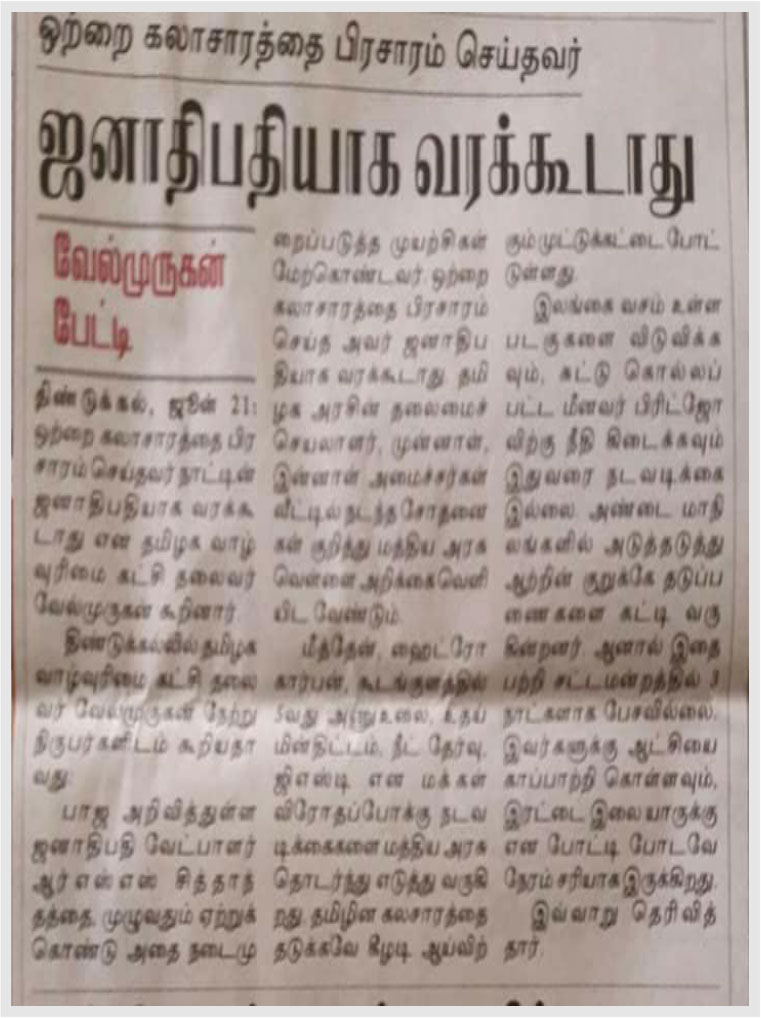 ஒற்றை கலாசாரத்தை பிரசாரம் செய்தவர்
ஜனாதிபதியாக வரக்கூடாது
வேல்முருகன்
பேட்டி
திண்டுக்கல், ஜூன் 21:
ஒற்றை கலாசாரத்தை பிர
சாரம் செய்தவர் நாட்டின்
ஜனாதிபதியாக வரக்கூ
டாது என தமிழக வாழ்
வுரிமை கட்சி தலைவர்
வேல்முருகன் கூறினார்.
திண்டுக்கல்லில் தமிழக
வாழ்வுரிமை கட்சி தலை
வர் வேல்முருகன் நேற்று
நிருபர்களிடம் கூறியதா
வது:
பாஜ அறிவித்துள்ள
ஜனாதிபதி வேட்பாளர்
ஆர்எஸ்எஸ் சித்தாந்
தத்தை, முழுவதும் ஏற்றுக்
கொண்டு அதை நடைமு
றைப்படுத்த முயற்சிகள்
மேற்கொண்டவர். ஒற்றை
கலாசாரத்தை பிரசாரம்
செய்த அவர் ஜனாதிப
தியாக வரக்கூடாது. தமி
ழக அரசின் தலைமைச்
செயலாளர், முன்னாள்,
இன்னாள் அமைச்சர்கள்
வீட்டில் நடந்த சோதனை
கள் குறித்து மத்திய அரசு
வெள்ளை அறிக்கை வெளி
யிட வேண்டும்.
மீத்தேன், ஹைட்ரோ
கார்பன், கூடங்குளத்தில்
5வது அணுஉலை, உதய்
மின்திட்டம், நீட் தேர்வு,
ஜிஎஸ்டி என மக்கள்
விரோதப்போக்கு நடவ
டிக்கைகளை மத்திய அரசு
தொடர்ந்து எடுத்து வருகி
றது. தமிழின கலசாரத்தை
தடுக்கவே கீழடி ஆய்விற்
கும் முட்டுக்கட்டை போட்
டுள்ளது.
இலங்கை வசம் உள்ள
படகுகளை விடுவிக்க
வும், சுட்டு கொல்லப்
பட்ட மீனவர் பிரிட்ஜோ
விற்கு நீதி கிடைக்கவும்
இதுவரை நடவடிக்கை
இல்லை. அண்டை மாநி
லங்களில் அடுத்தடுத்து
ஆற்றின் குறுக்கே தடுப்ப
ணைகளை கட்டி வரு
கின்றனர். ஆனால் இதை
பற்றி சட்டமன்றத்தில் 3
நாட்களாக பேசவில்லை.
இவர்களுக்கு ஆட்சியை
காப்பாற்றி கொள்ளவும்,
இரட்டை இலை யாருக்கு
என போட்டி போடவே
நேரம் சரியாக இருக்கிறது.
இவ்வாறு தெரிவித்
தார்.